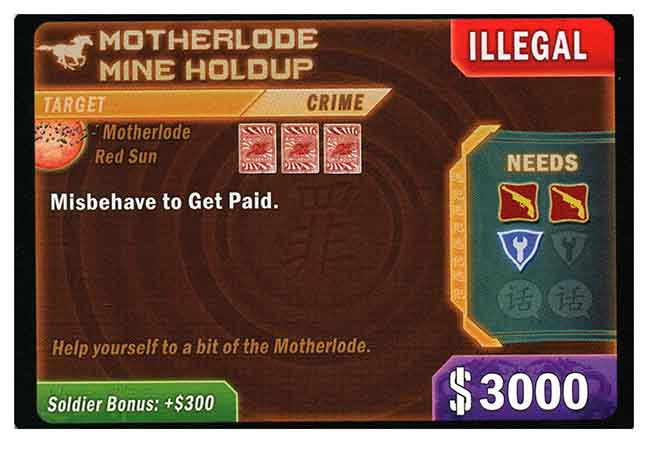 MOTHERLODE
MINE HOLDUP
ILLEGAL
TARGET
CRIME
Motherlode
Red Sun
NEEDS
Misbehave to Get Paid.
罪
话 话
Help yourself to a bit of the Motherlode.
Soldier Bonus: +$300
$3000